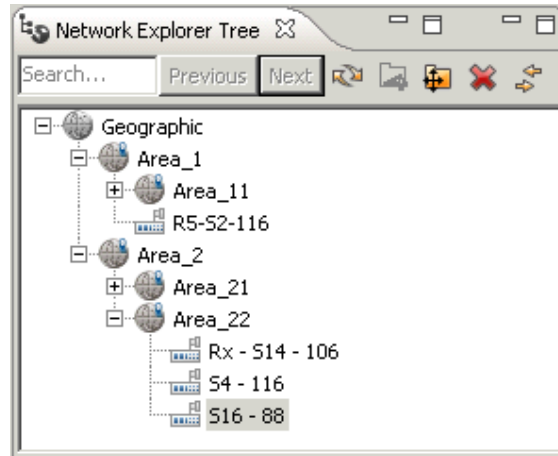 Network Explorer Tree
Search... Previous Next
Geographic
Area_1
Area_11
R5-S2-116
Area_2
Area_21
Area_22
Rx - S14 - 106
S4 - 116
S16 - 88